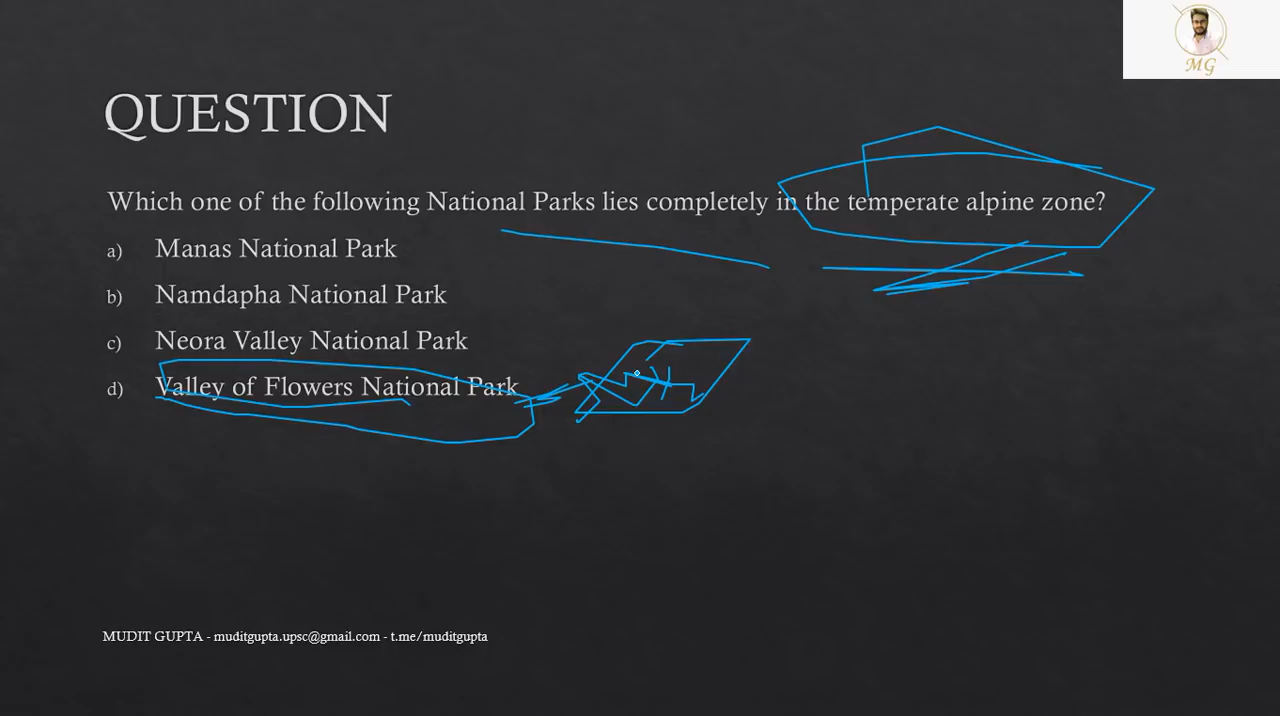 MG
QUESTION
Which one of the following National Parks lies completely in the temperate alpine zone?
a) Manas National Park
b) Namdapha National Park
c) Neora Valley National Park
d) Valley of Flowers National Park
MUDIT GUPTA - muditgupta.upsc@gmail.com - t.me/muditgupta